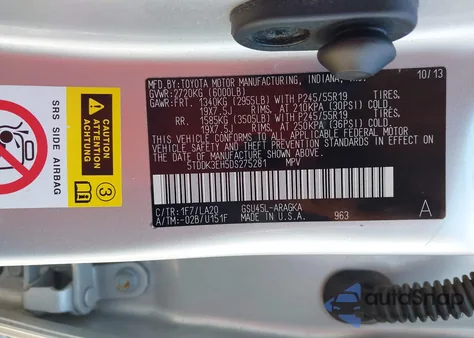 CAUTION
ATTENTION
ACHTUNG
SRS SIDE AIRBAG
3
MFD. BY:TOYOTA MOTOR MANUFACTURING, INDIANA, INC. 10/13
GVWR: 2720KG (6000LB)
GAWR: FRT. 1340KG (2955LB) WITH P245/55R19 TIRES,
19X7.5J RIMS, AT 210KPA (30PSI) COLD.
RR. 1585KG (3505LB) WITH P245/55R19 TIRES,
19X7.5J RIMS, AT 210KPA (30PSI) COLD.
THIS VEHICLE CONFORMS TO ALL APPLICABLE FEDERAL MOTOR
VEHICLE SAFETY AND THEFT PREVENTION STANDARDS IN
EFFECT ON THE DATE OF MANUFACTURE SHOWN ABOVE.
5TDDK3EH5DS275281 MPV
C/TR: 1F7/LA20 GSU45L-ARAGKA
A/TM: -02B/U151F MADE IN U.S.A. 963 A
autoSnap